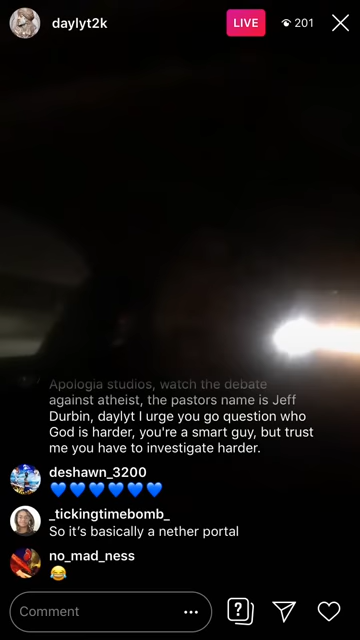 daylyt2k
LIVE
201
Apologia studios, watch the debate
against atheist, the pastors name is Jeff
Durbin, daylyt I urge you go question who
God is harder, you're a smart guy, but trust
me you have to investigate harder.
deshawn_3200
💙💙💙💙💙💙
_tickingtimebomb_
So it's basically a nether portal
no_mad_ness
😂
Comment